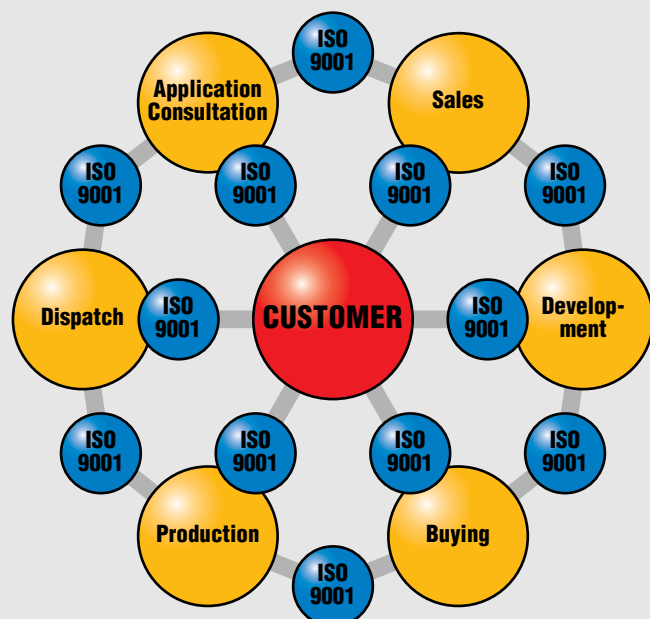 ISO
9001
Application
Consultation
Sales
ISO
9001
ISO
9001
ISO
9001
ISO
9001
Dispatch
ISO
9001
CUSTOMER
ISO
9001
Develop-
ment
ISO
9001
ISO
9001
ISO
9001
ISO
9001
Production
Buying
ISO
9001